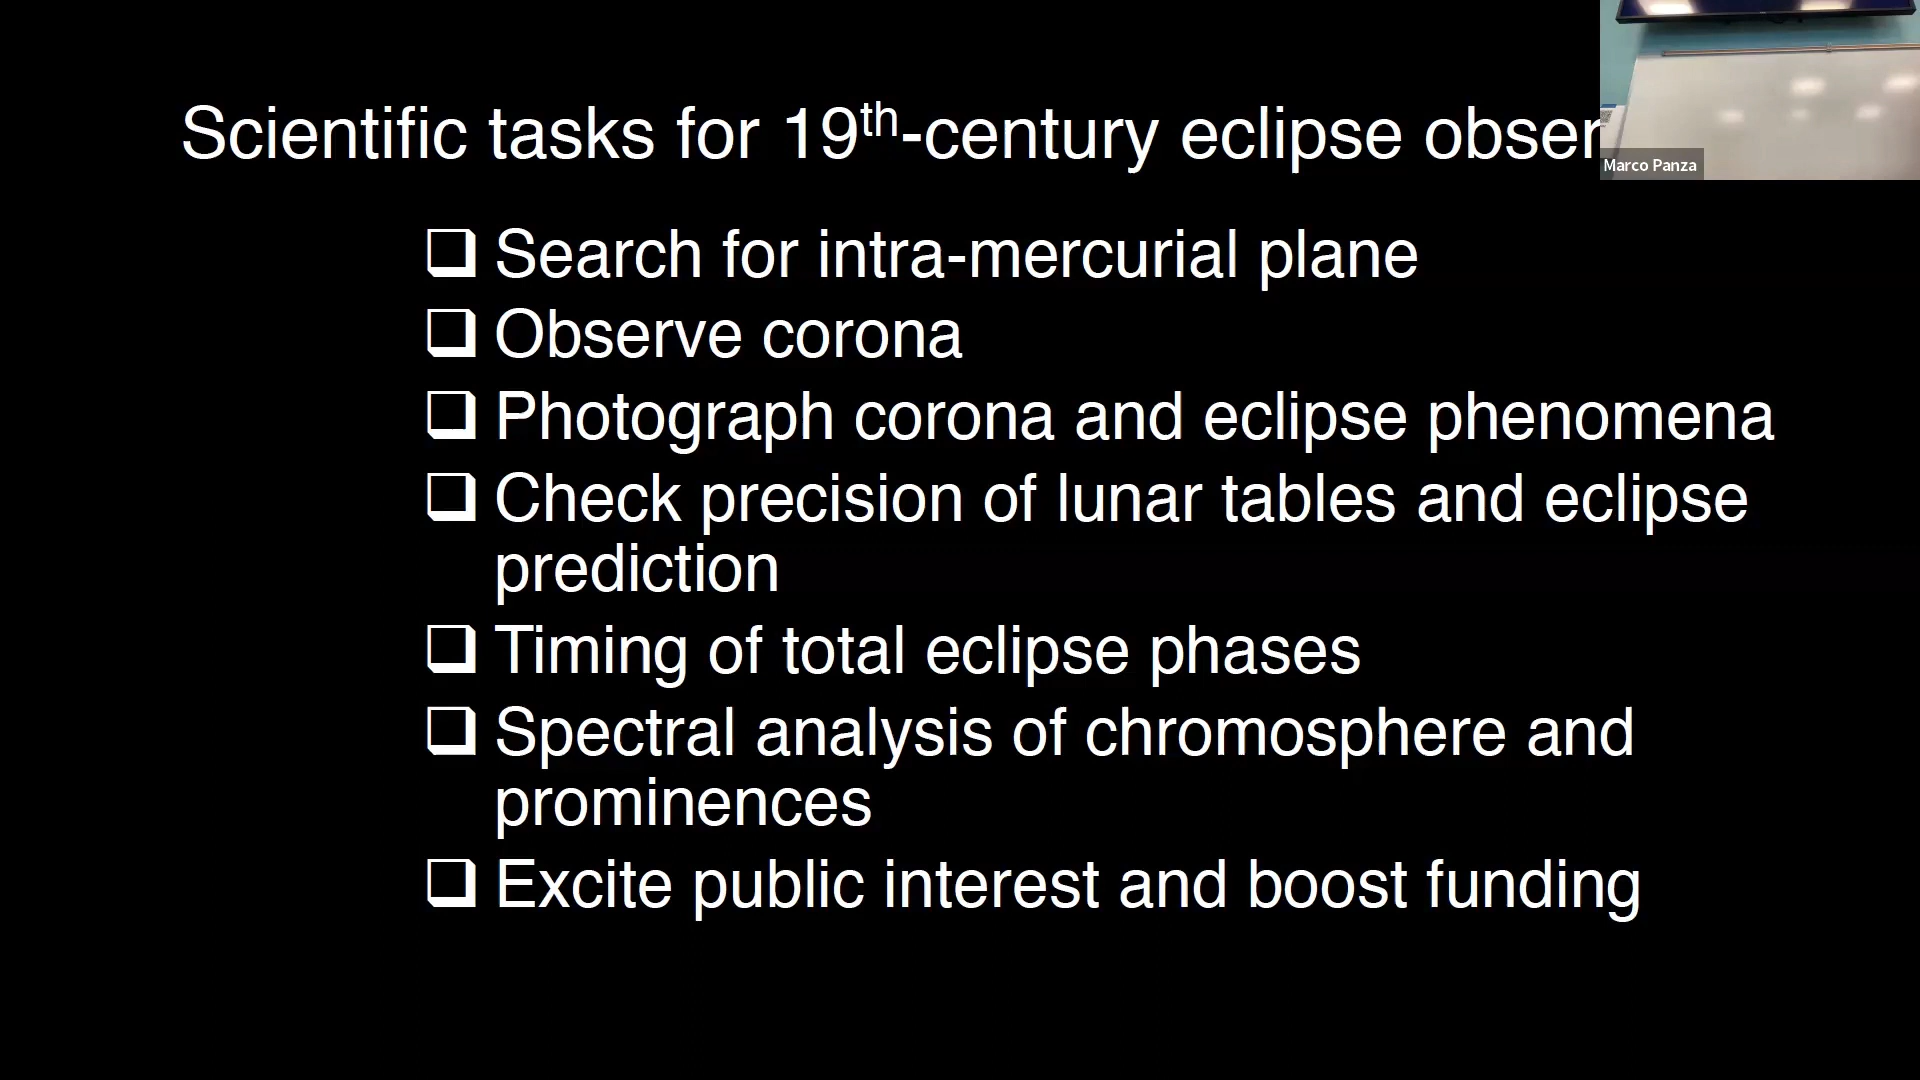 Scientific tasks for 19th-century eclipse obser
Marco Panza
❑ Search for intra-mercurial plane
❑ Observe corona
❑ Photograph corona and eclipse phenomena
❑ Check precision of lunar tables and eclipse
prediction
❑ Timing of total eclipse phases
❑ Spectral analysis of chromosphere and
prominences
❑ Excite public interest and boost funding